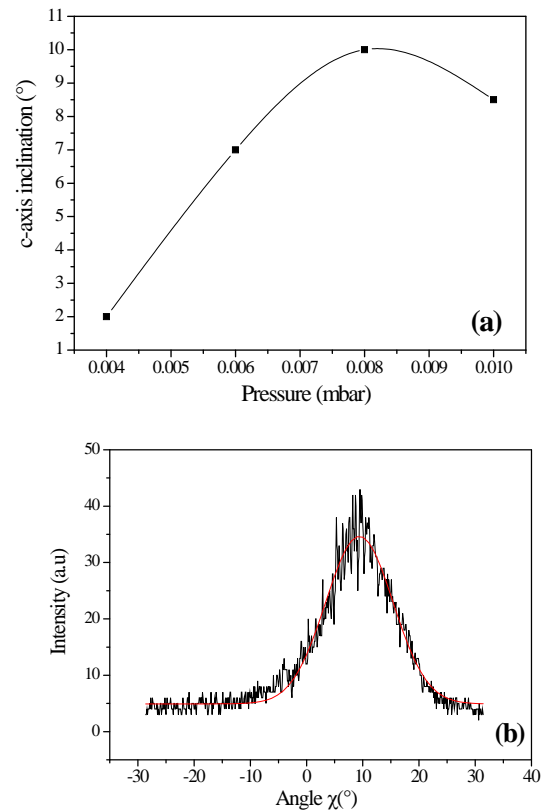 11
10
9
8
7
6
5
4
3
2
1
c-axis inclination (°)
(a)
0.004 0.005 0.006 0.007 0.008 0.009 0.010
Pressure (mbar)
50
40
30
20
10
0
Intensity (a.u)
(b)
-30 -20 -10 0 10 20 30 40
Angle χ(°)